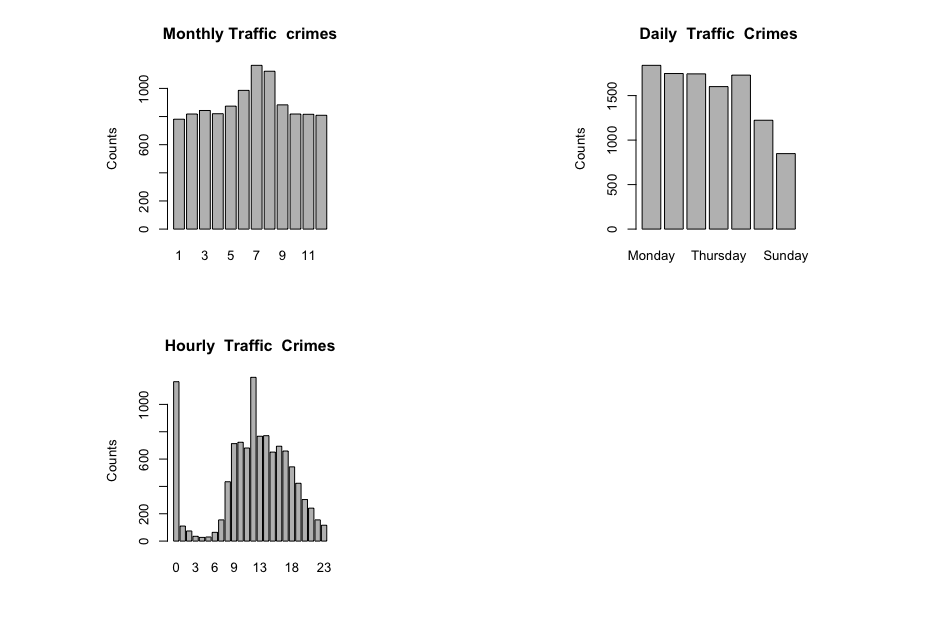 Monthly Traffic  crimes
Counts
0 200 600 1000
1 3 5 7 9 11
Daily  Traffic  Crimes
Counts
0 500 1000 1500
Monday Thursday Sunday
Hourly  Traffic  Crimes
Counts
0 200 600 1000
0 3 6 9 13 18 23